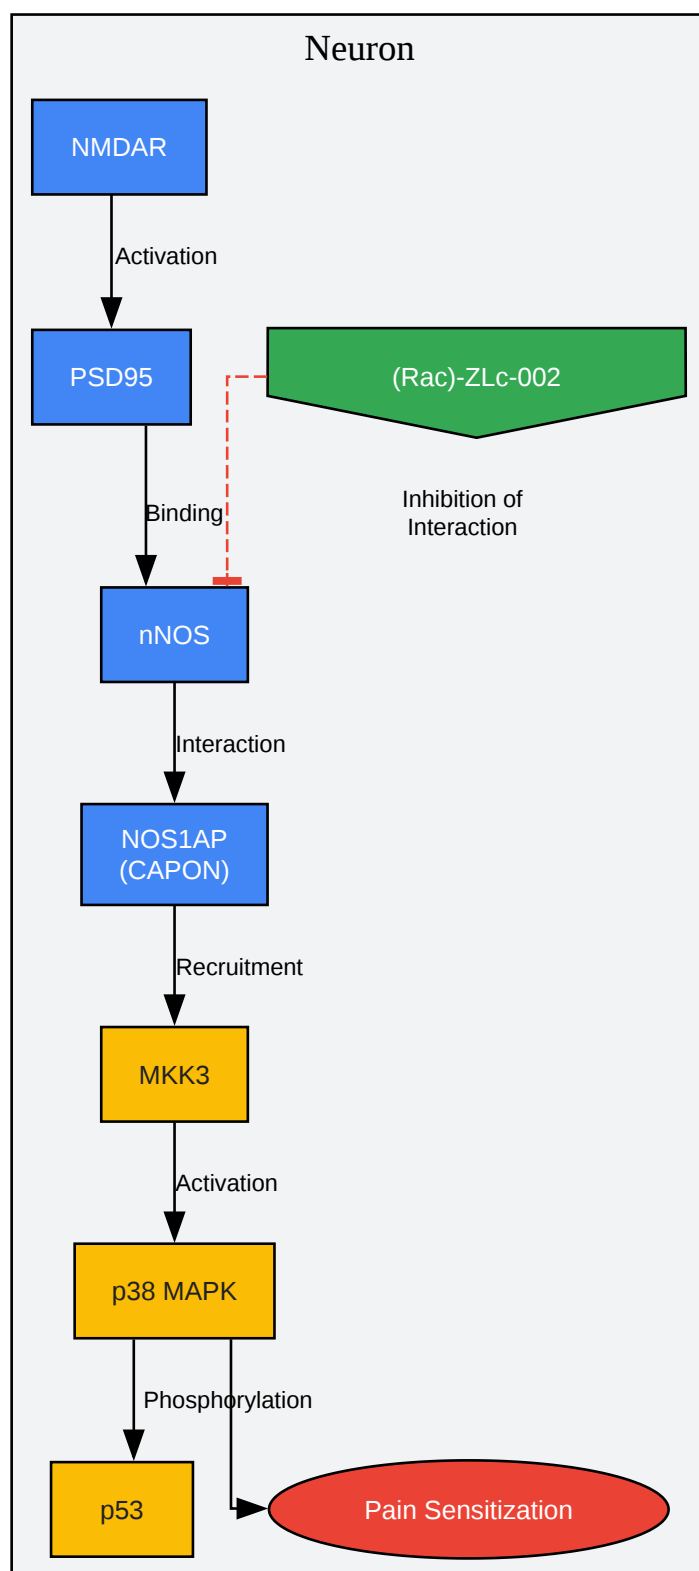 Neuron
NMDAR
Activation
PSD95
(Rac)-ZLc-002
Binding
Inhibition of
Interaction
nNOS
Interaction
NOS1AP
(CAPON)
Recruitment
MKK3
Activation
p38 MAPK
Phosphorylation
p53
Pain Sensitization